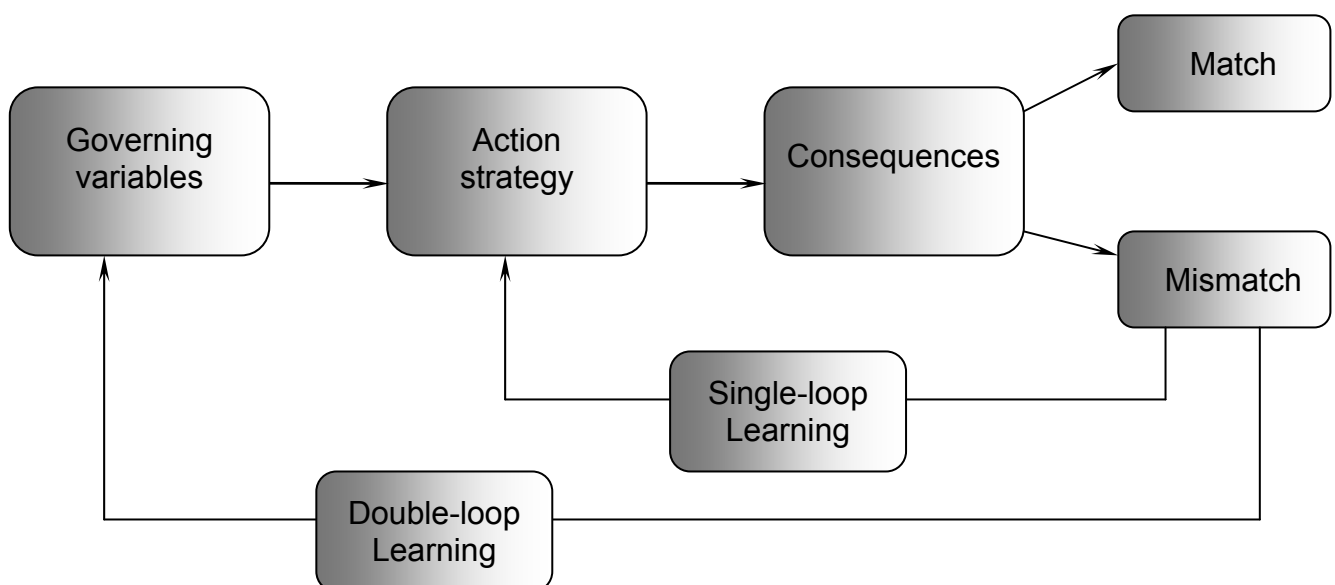 Governing
variables
Action
strategy
Consequences
Match
Mismatch
Single-loop
Learning
Double-loop
Learning